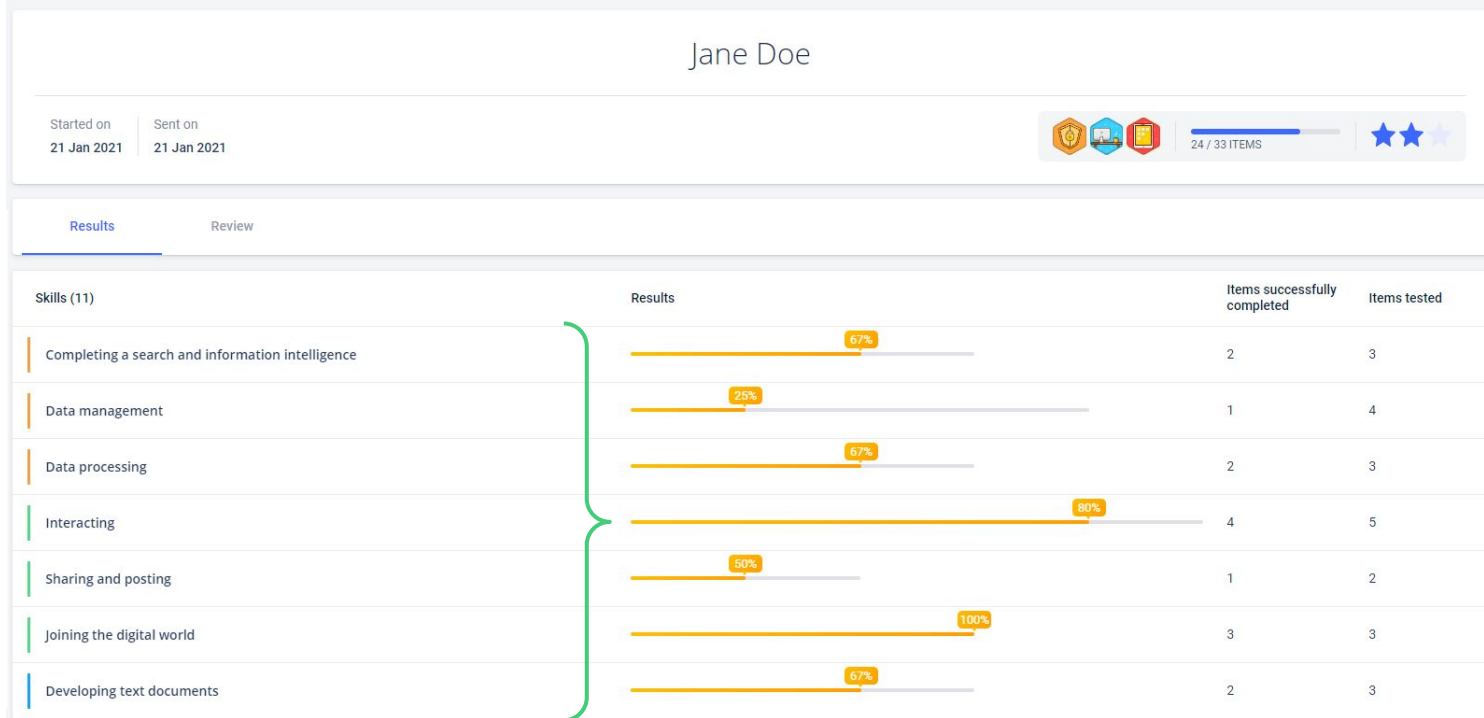 Jane Doe
Started on
Sent on
21 Jan 2021
21 Jan 2021
24 / 33 ITEMS
Results
Review
Skills (11)
Results
Items successfully
completed
Items tested
Completing a search and information intelligence
67%
2
3
Data management
25%
1
4
Data processing
67%
2
3
Interacting
80%
4
5
Sharing and posting
50%
1
2
Joining the digital world
100%
3
3
Developing text documents
67%
2
3